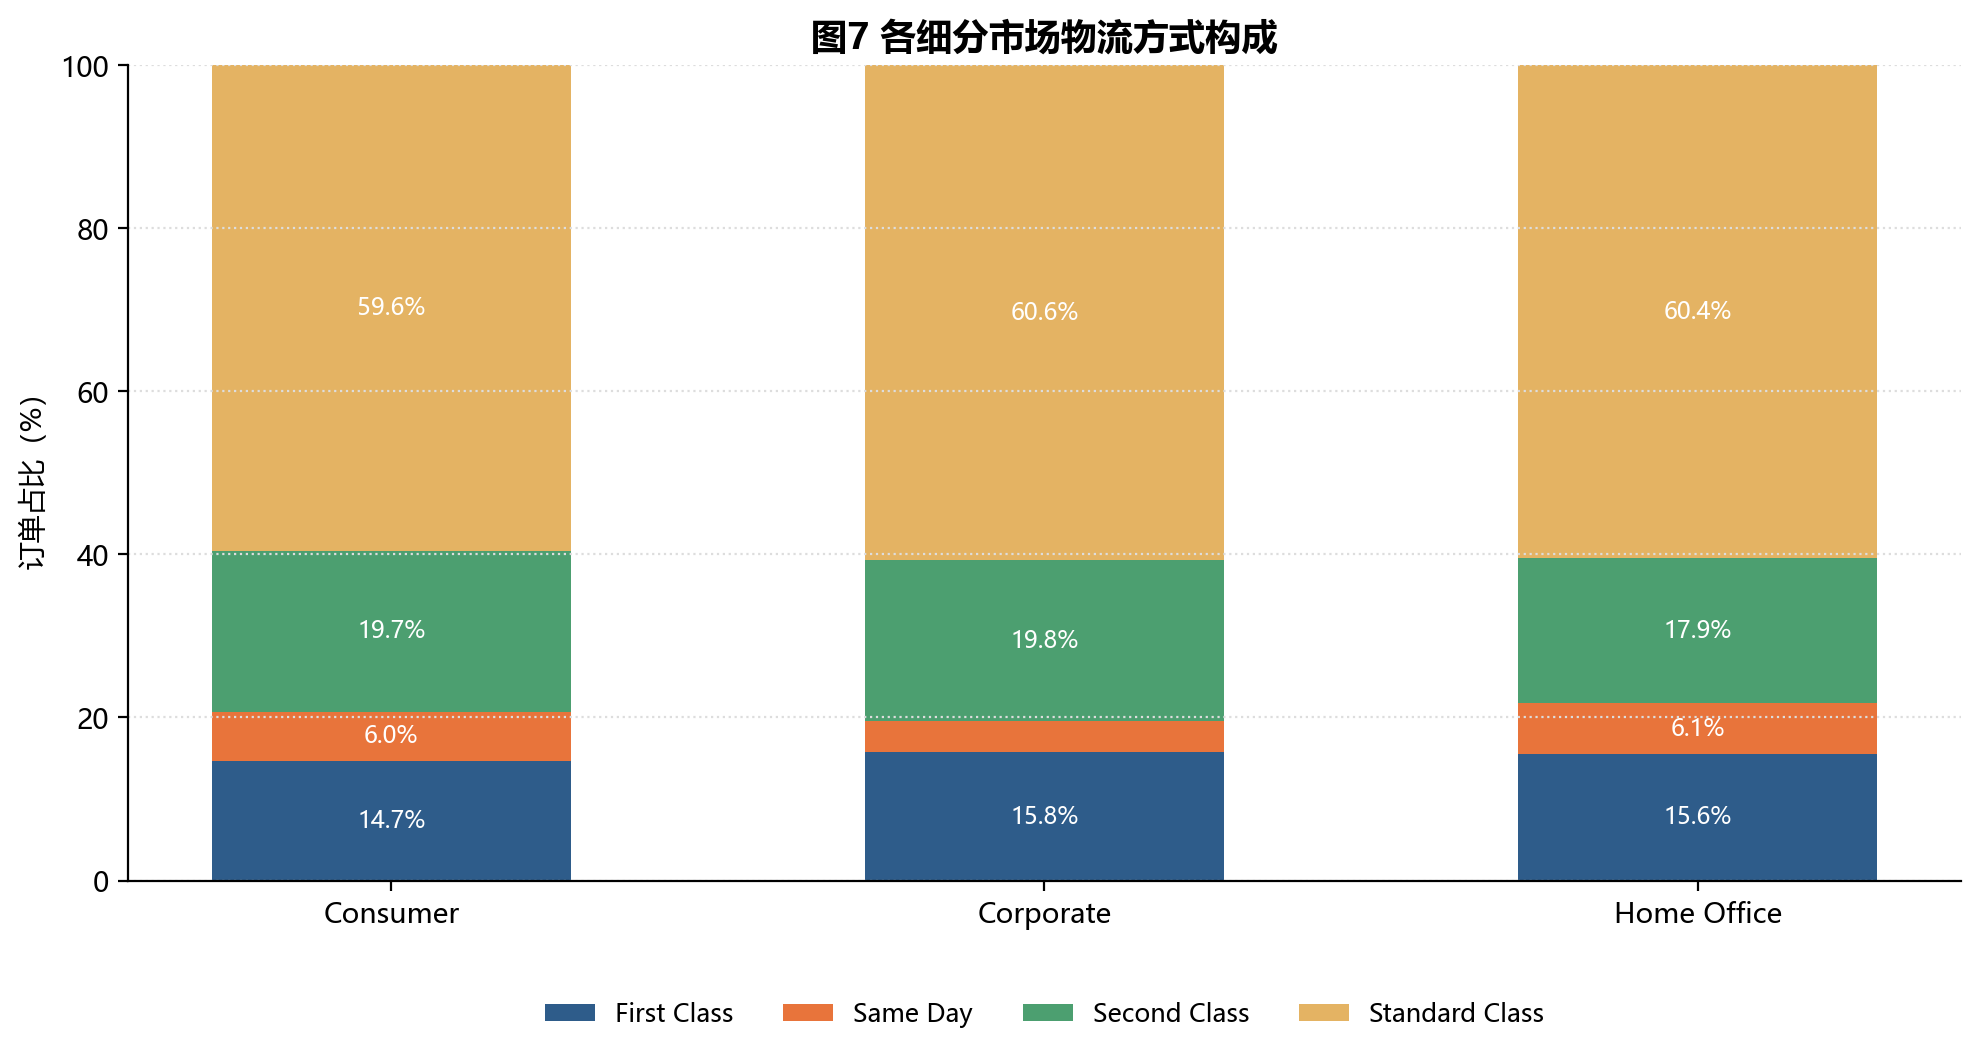 图7 各细分市场物流方式构成
订单占比（%）
100
80
60
40
20
0
59.6%
60.6%
60.4%
19.7%
19.8%
17.9%
6.0%
6.1%
14.7%
15.8%
15.6%
Consumer
Corporate
Home Office
First Class
Same Day
Second Class
Standard Class